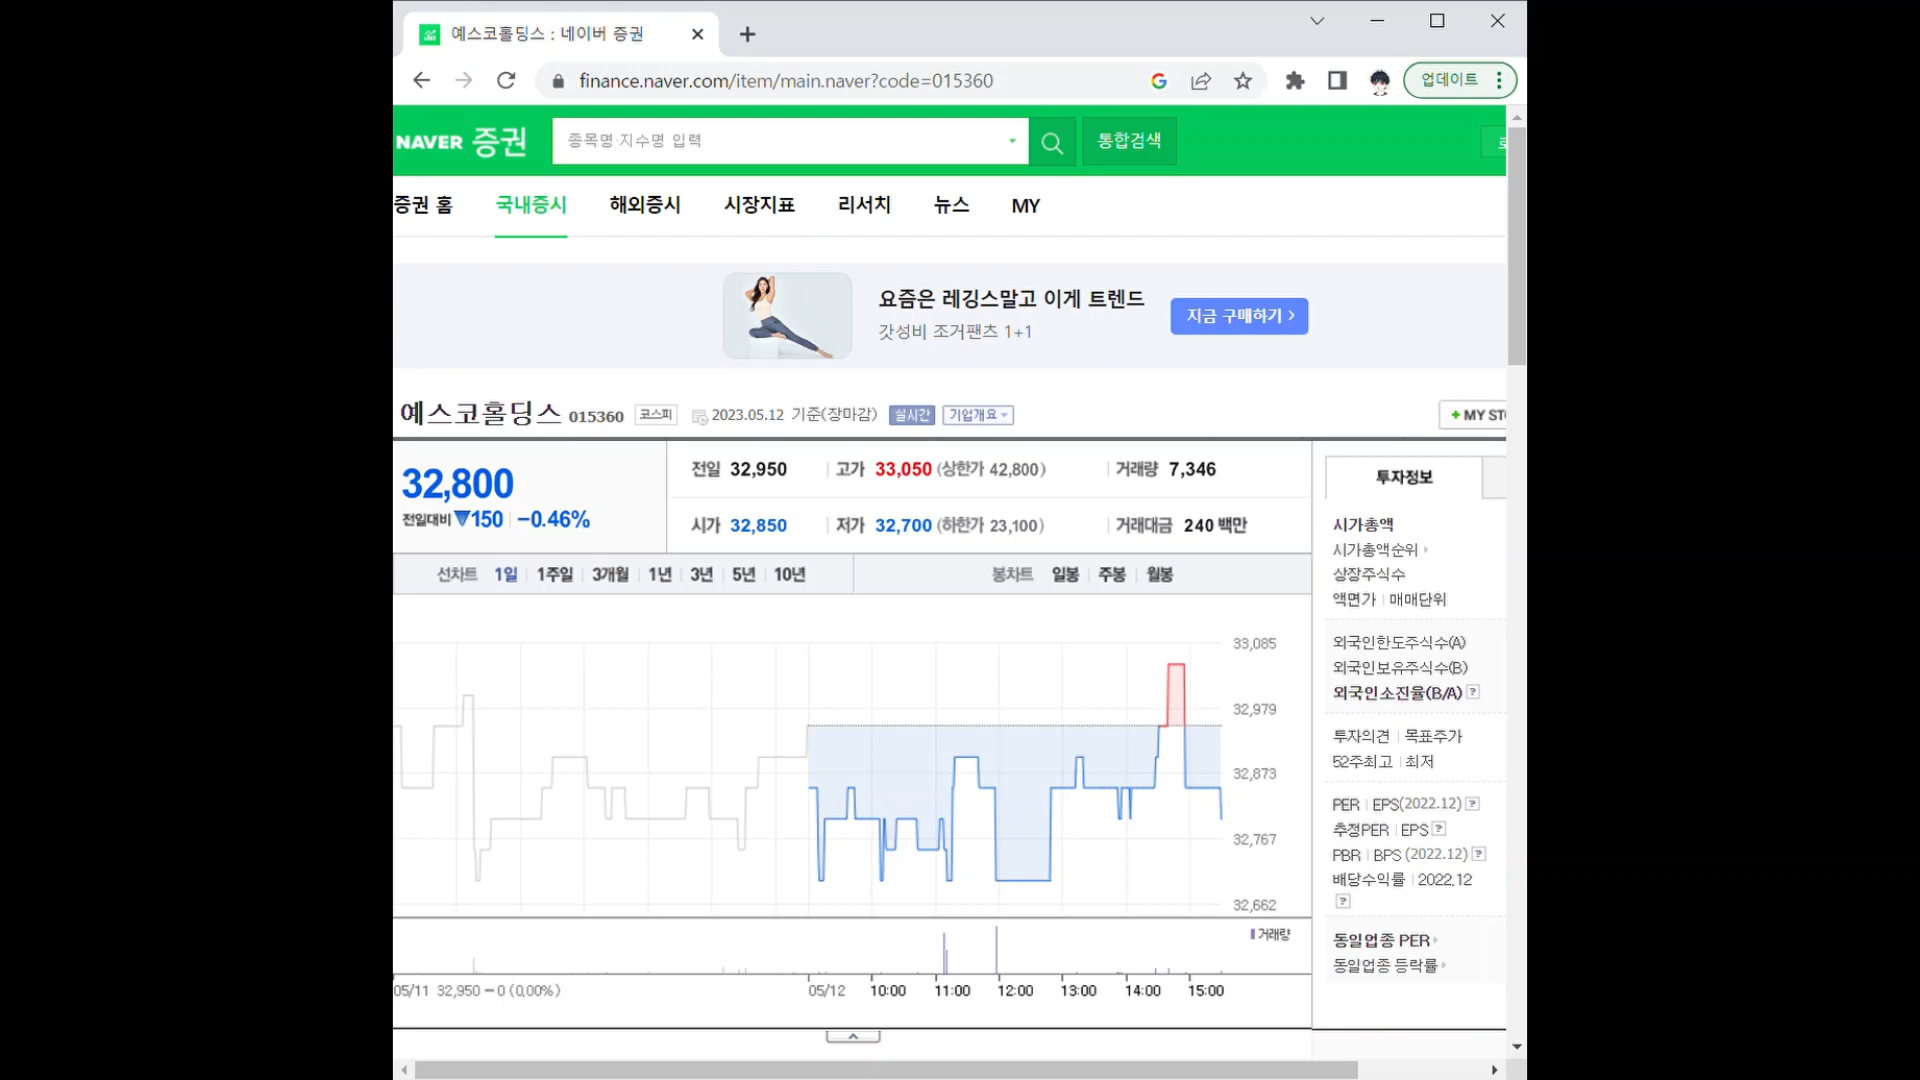 예스코홀딩스 : 네이버 증권
finance.naver.com/item/main.naver?code=015360
업데이트
NAVER 증권
종목명·지수명 입력
통합검색
증권 홈 국내증시 해외증시 시장지표 리서치 뉴스 MY
요즘은 레깅스말고 이게 트렌드
갓성비 조거팬츠 1+1
지금 구매하기
예스코홀딩스 015360 코스피 2023.05.12 기준(장마감) 실시간 기업개요
+ MY STO
32,800
전일대비 ▼150 -0.46%
전일 32,950 고가 33,050 (상한가 42,800) 거래량 7,346
시가 32,850 저가 32,700 (하한가 23,100) 거래대금 240 백만
선차트 1일 1주일 3개월 1년 3년 5년 10년 봉차트 일봉 주봉 월봉
33,085
32,979
32,873
32,767
32,662
거래량
05/11 32,950 -0 (0,00%)
05/12 10:00 11:00 12:00 13:00 14:00 15:00
투자정보
시가총액
시가총액순위
상장주식수
액면가 매매단위
외국인한도주식수(A)
외국인보유주식수(B)
외국인소진율(B/A) ?
투자의견 목표주가
52주최고 최저
PER EPS(2022.12) ?
추정PER EPS ?
PBR BPS (2022.12) ?
배당수익률 2022.12
?
동일업종 PER
동일업종 등락률